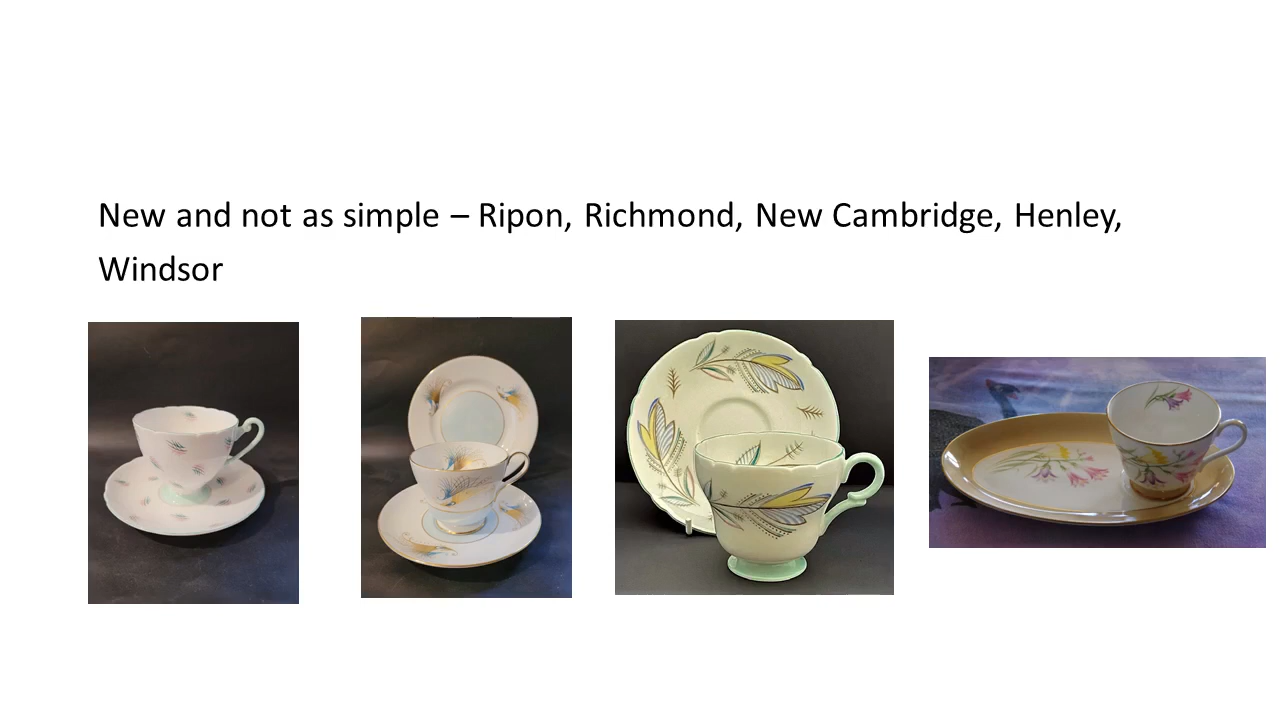 New and not as simple – Ripon, Richmond, New Cambridge, Henley,
Windsor